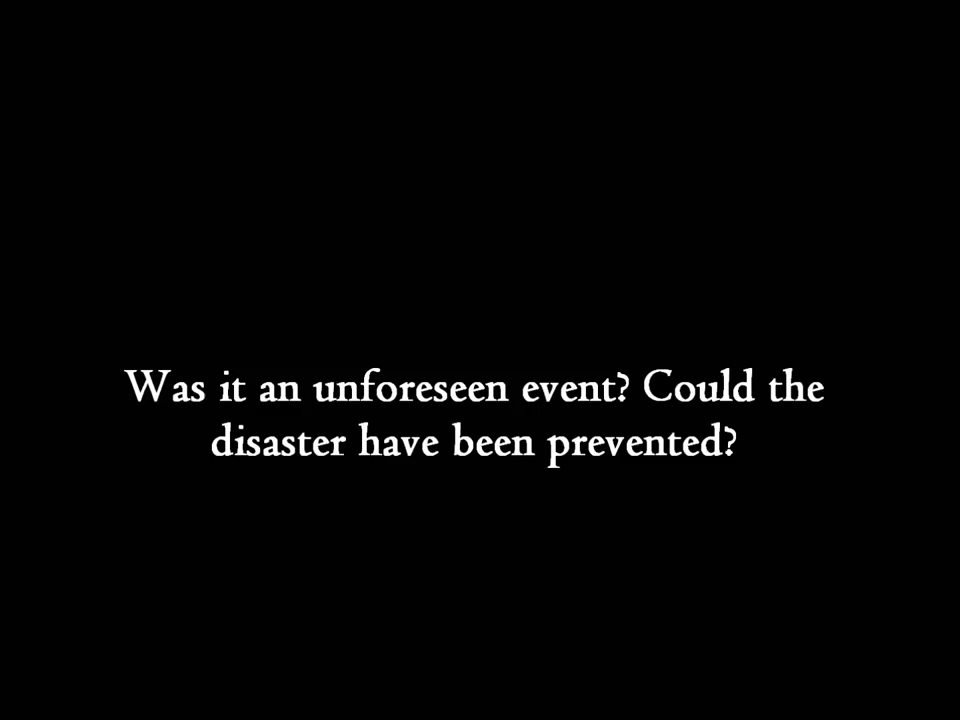 Was it an unforeseen event? Could the
disaster have been prevented?